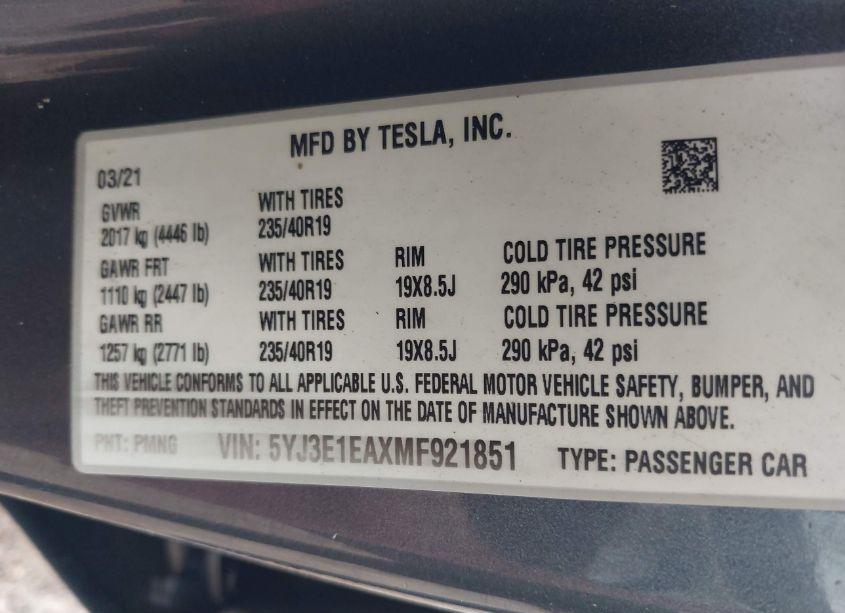 MFD BY TESLA, INC.
03/21
GVWR WITH TIRES
2017 kg (4446 lb) 235/40R19
GAWR FRT WITH TIRES RIM COLD TIRE PRESSURE
1110 kg (2447 lb) 235/40R19 19X8.5J 290 kPa, 42 psi
GAWR RR WITH TIRES RIM COLD TIRE PRESSURE
1257 kg (2771 lb) 235/40R19 19X8.5J 290 kPa, 42 psi
THIS VEHICLE CONFORMS TO ALL APPLICABLE U.S. FEDERAL MOTOR VEHICLE SAFETY, BUMPER, AND
THEFT PREVENTION STANDARDS IN EFFECT ON THE DATE OF MANUFACTURE SHOWN ABOVE.
PNT: PMNG VIN: 5YJ3E1EAXMF921851 TYPE: PASSENGER CAR